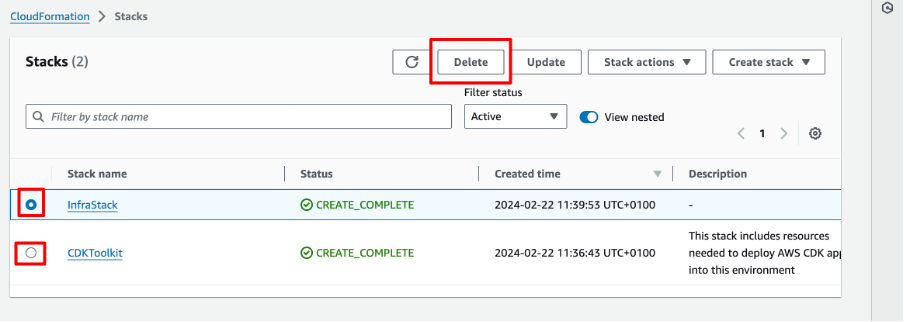 CloudFormation > Stacks
Stacks (2)
Delete
Update
Stack actions
Create stack
Filter status
Filter by stack name
Active
View nested
1
Stack name Status Created time Description
InfraStack CREATE_COMPLETE 2024-02-22 11:39:53 UTC+0100 -
CDKToolkit CREATE_COMPLETE 2024-02-22 11:36:43 UTC+0100
This stack includes resources
needed to deploy AWS CDK app
into this environment